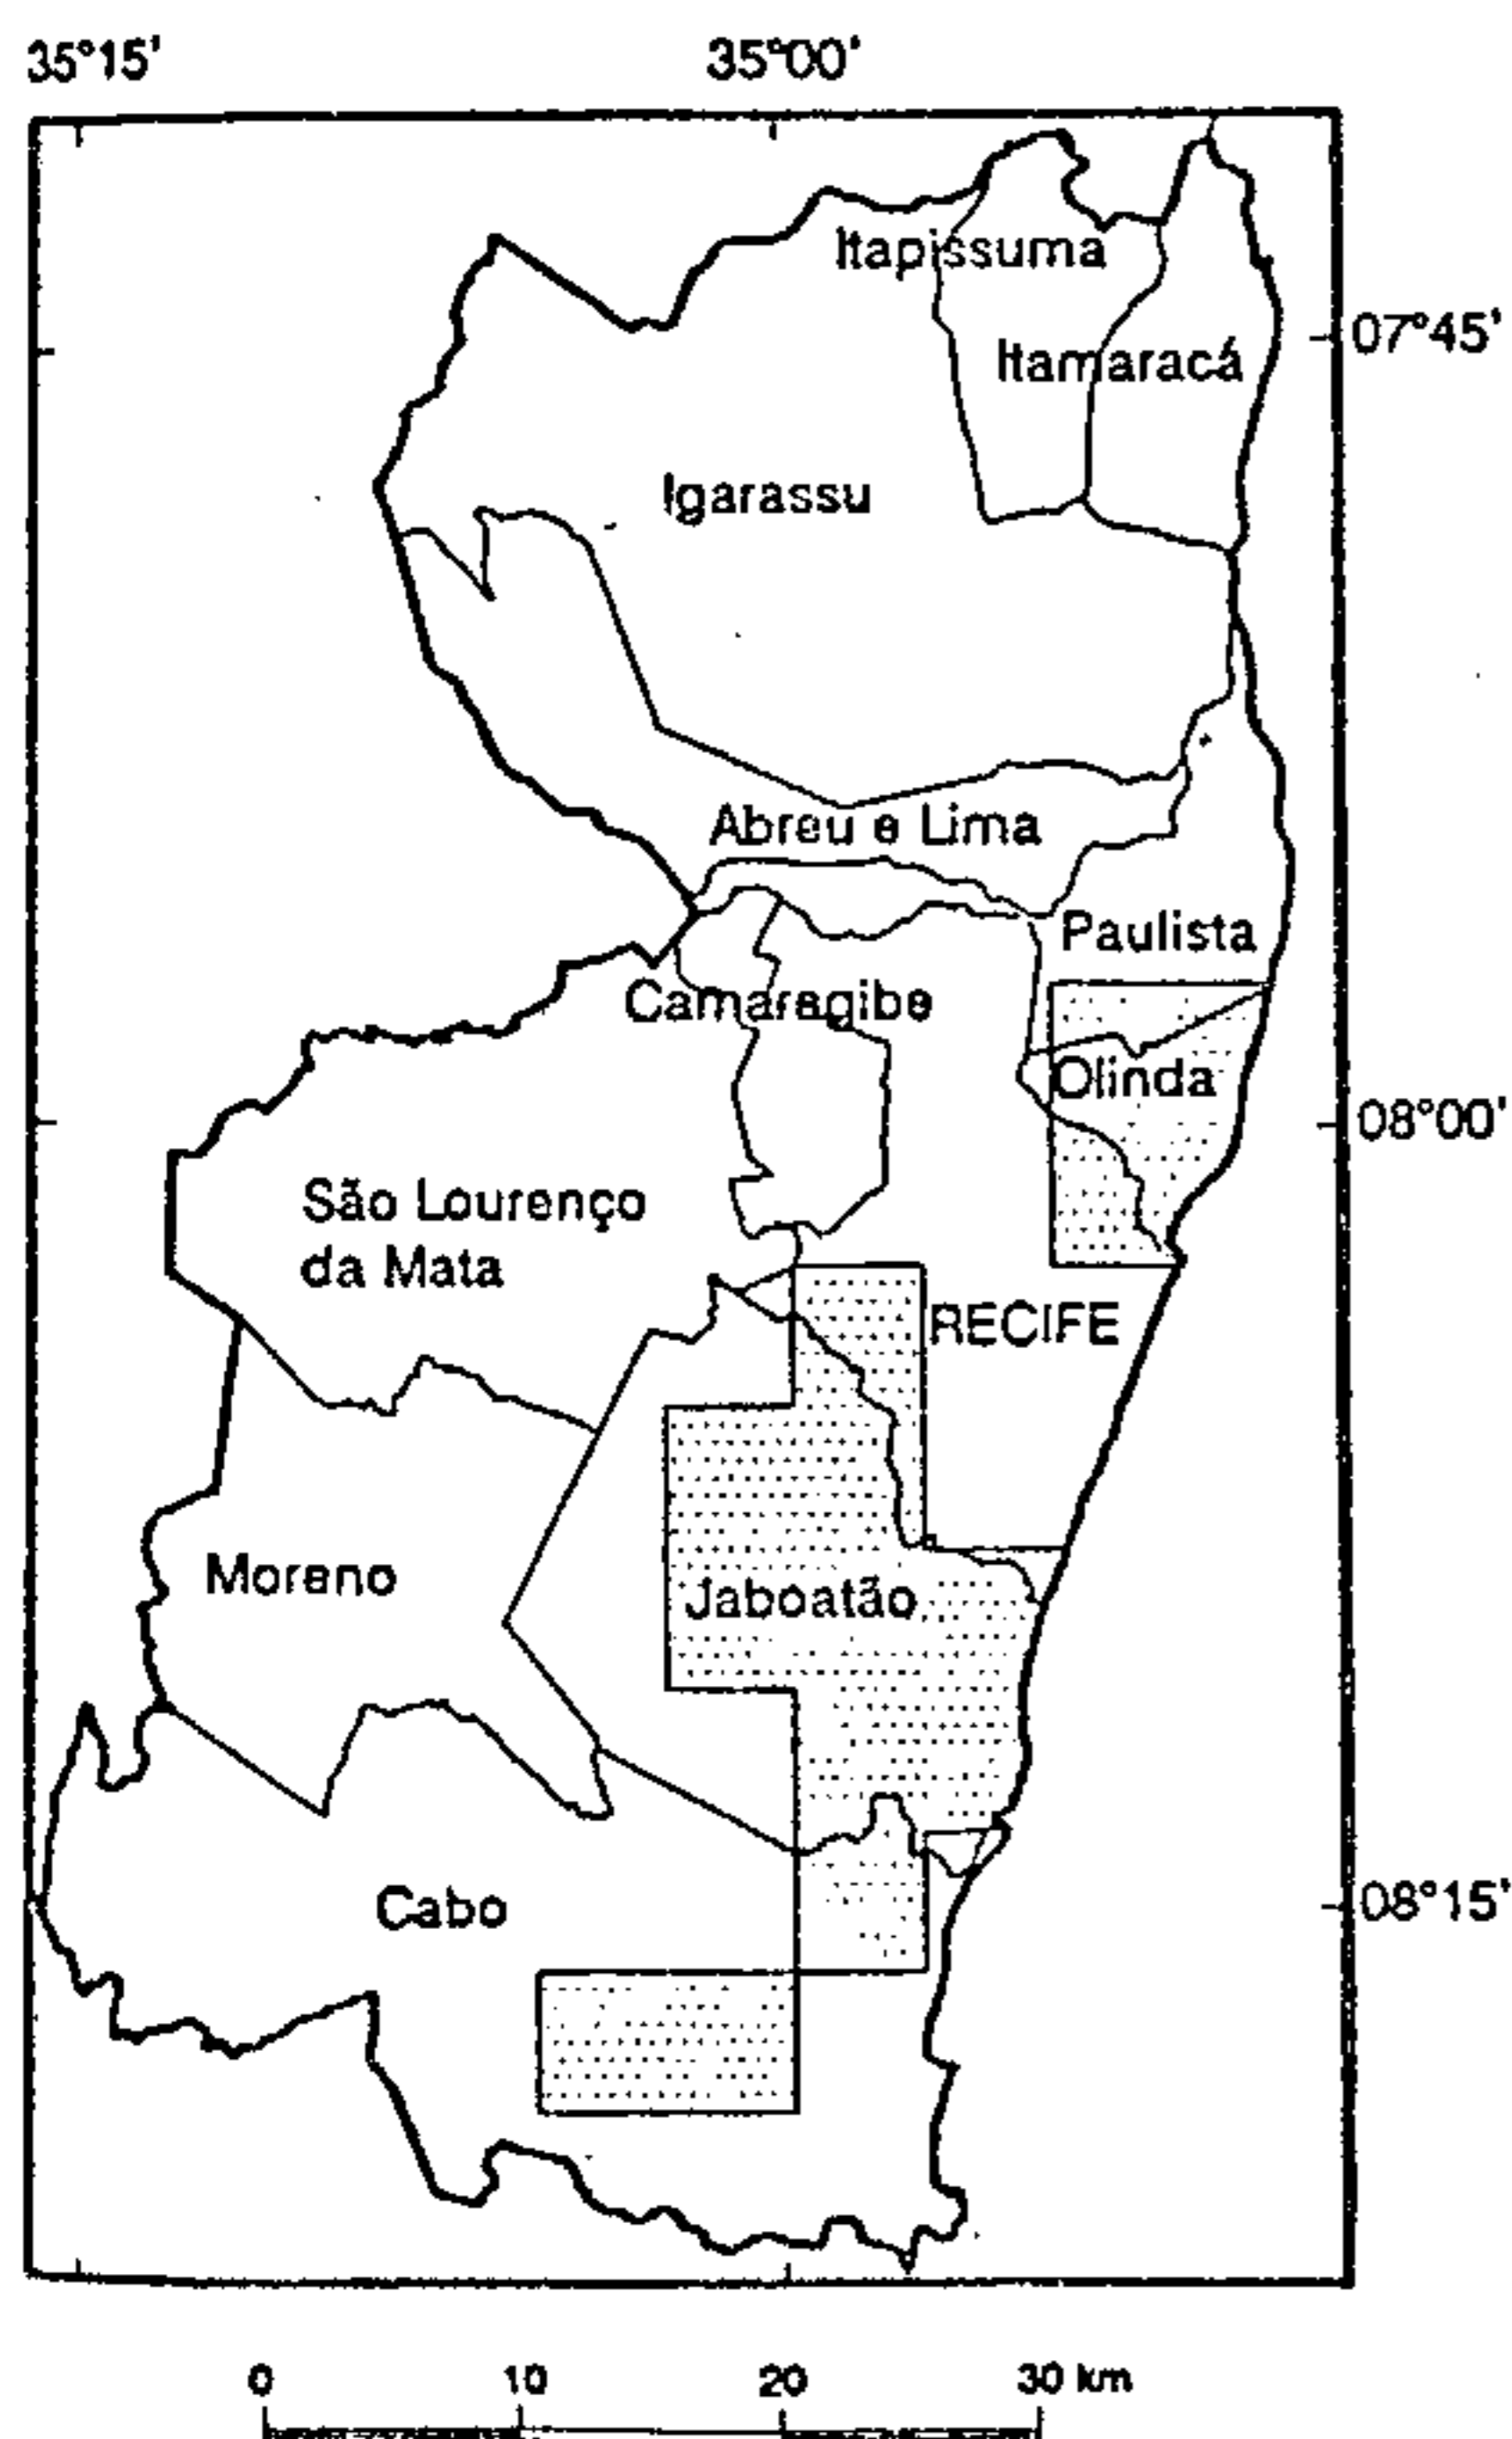 35°15'
35°00'
Itapissuma
07°45'
Itamaracá
Igarassu
Abreu e Lima
Paulista
Camaragibe
Olinda
08°00'
São Lourenço
da Mata
RECIFE
Moreno
Jaboatão
08°15'
Cabo
0 10 20 30 km